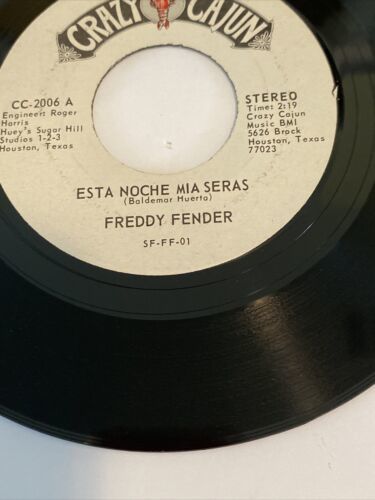 CRAZY CAJUN
CC-2006 A
Engineer: Roger
Harris
Huey's Sugar Hill
Studios 1-2-3
Houston, Texas
STEREO
Time: 2:19
Crazy Cajun
Music BMI
5626 Brock
Houston, Texas
77023
ESTA NOCHE MIA SERAS
(Baldemar Huerta)
FREDDY FENDER
SF-FF-01